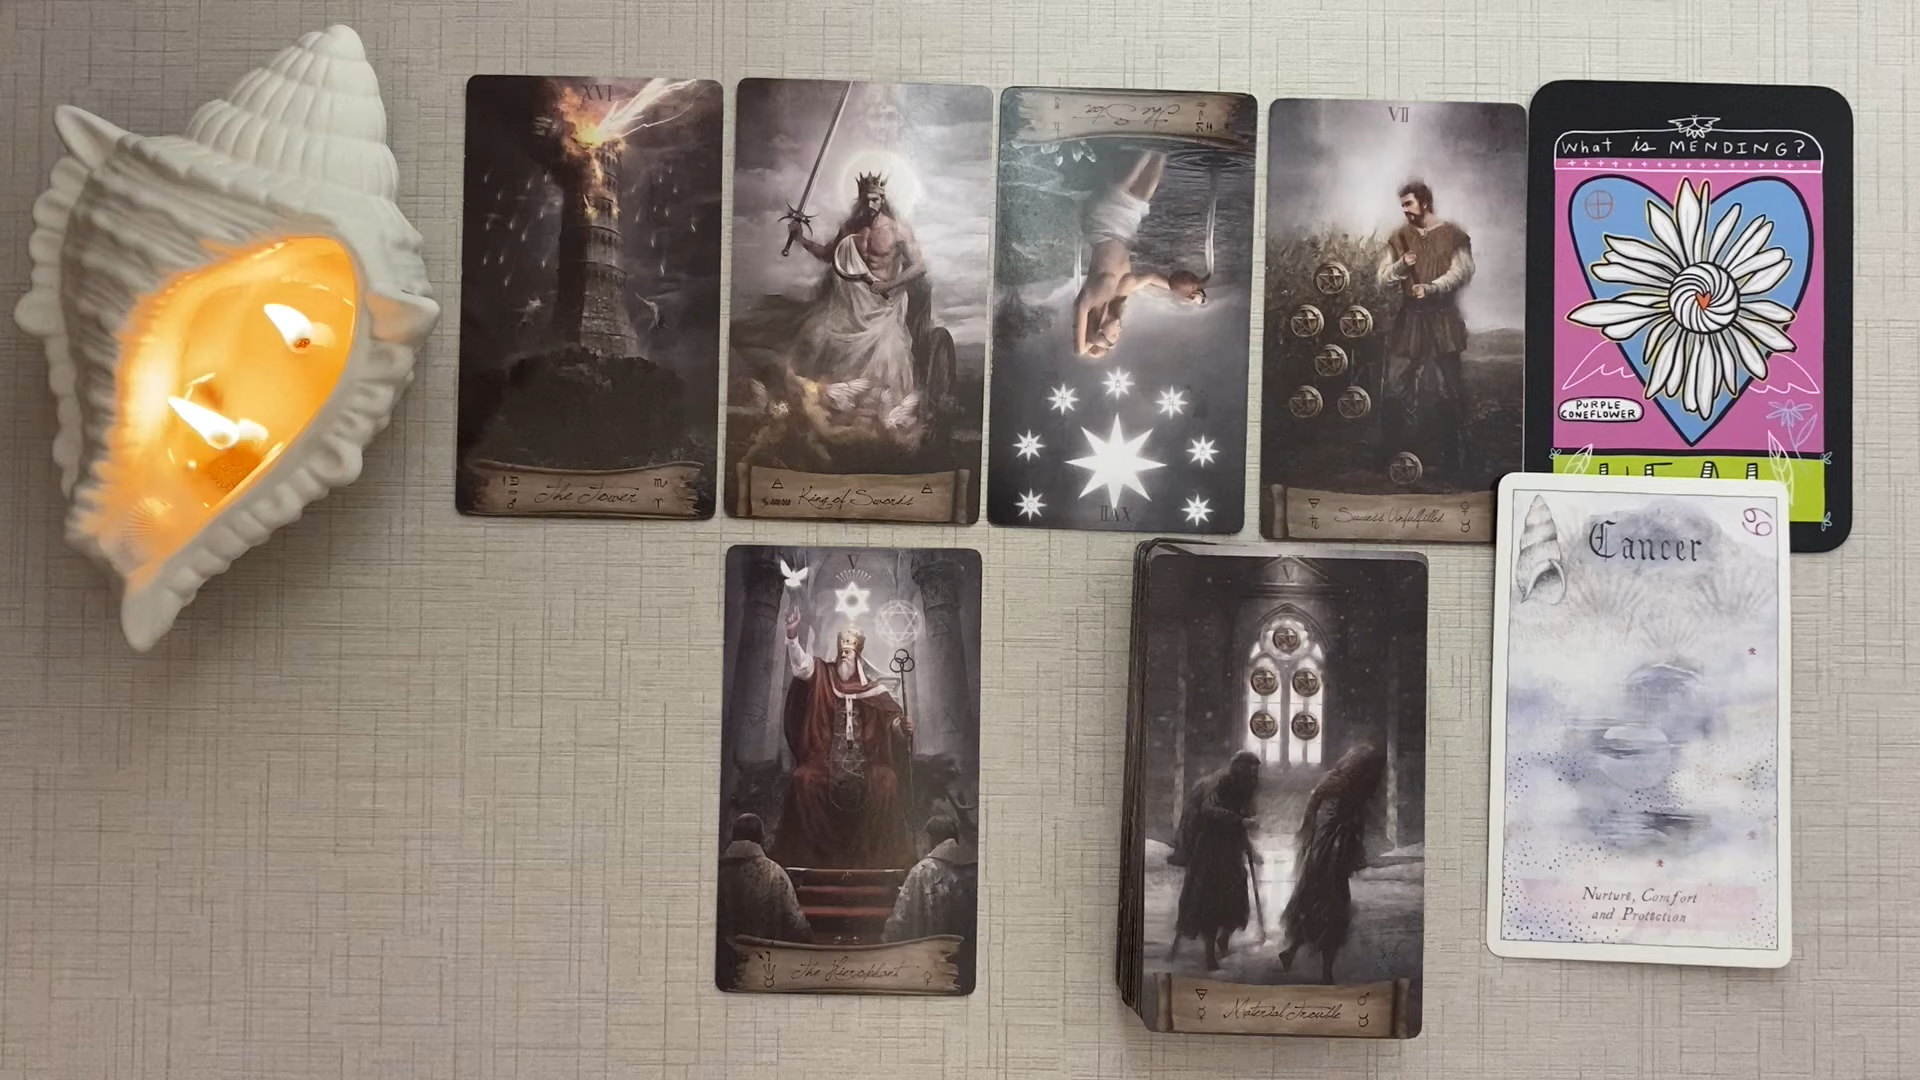 XVI
The Tower
King of Swords
The Star
XVII
VII
Success Unfulfilled
What is MENDING?
PURPLE
CONEFLOWER
Cancer
Nurture, Comfort
and Protection
V
The Hierophant
V
Material Trouble